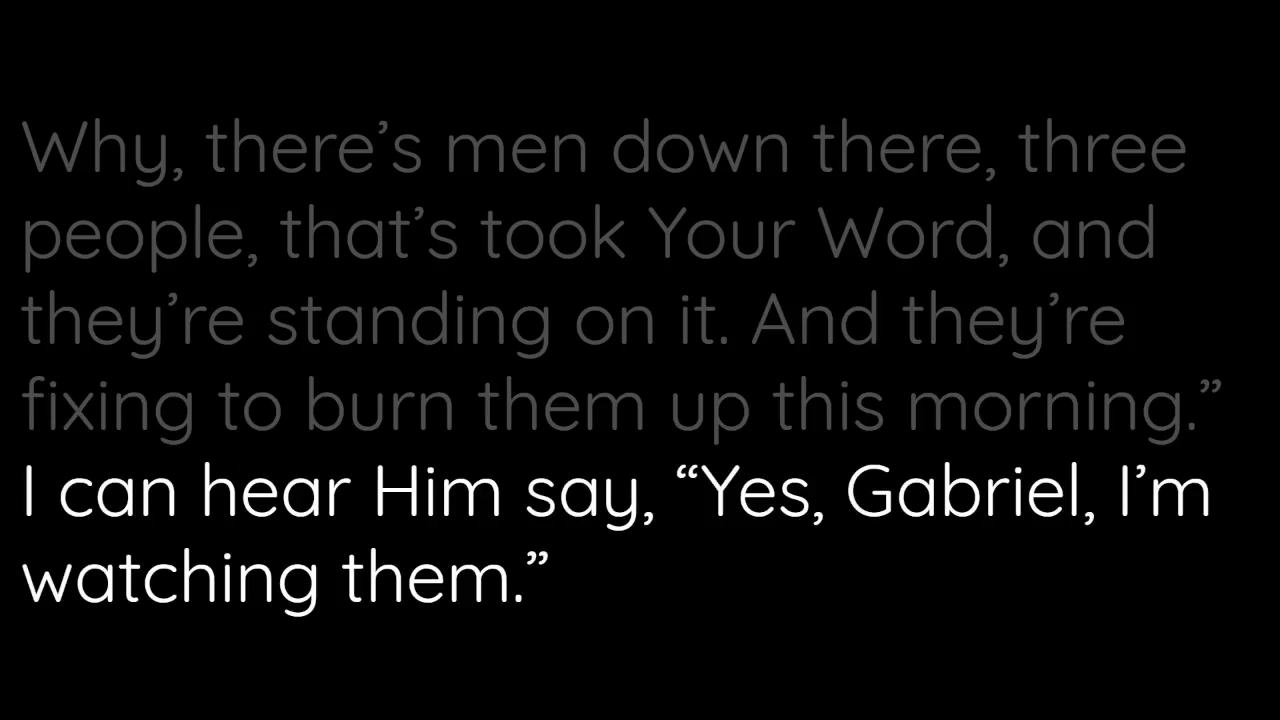 Why, there’s men down there, three
people, that’s took Your Word, and
they’re standing on it. And they’re
fixing to burn them up this morning.”
I can hear Him say, “Yes, Gabriel, I’m
watching them.”